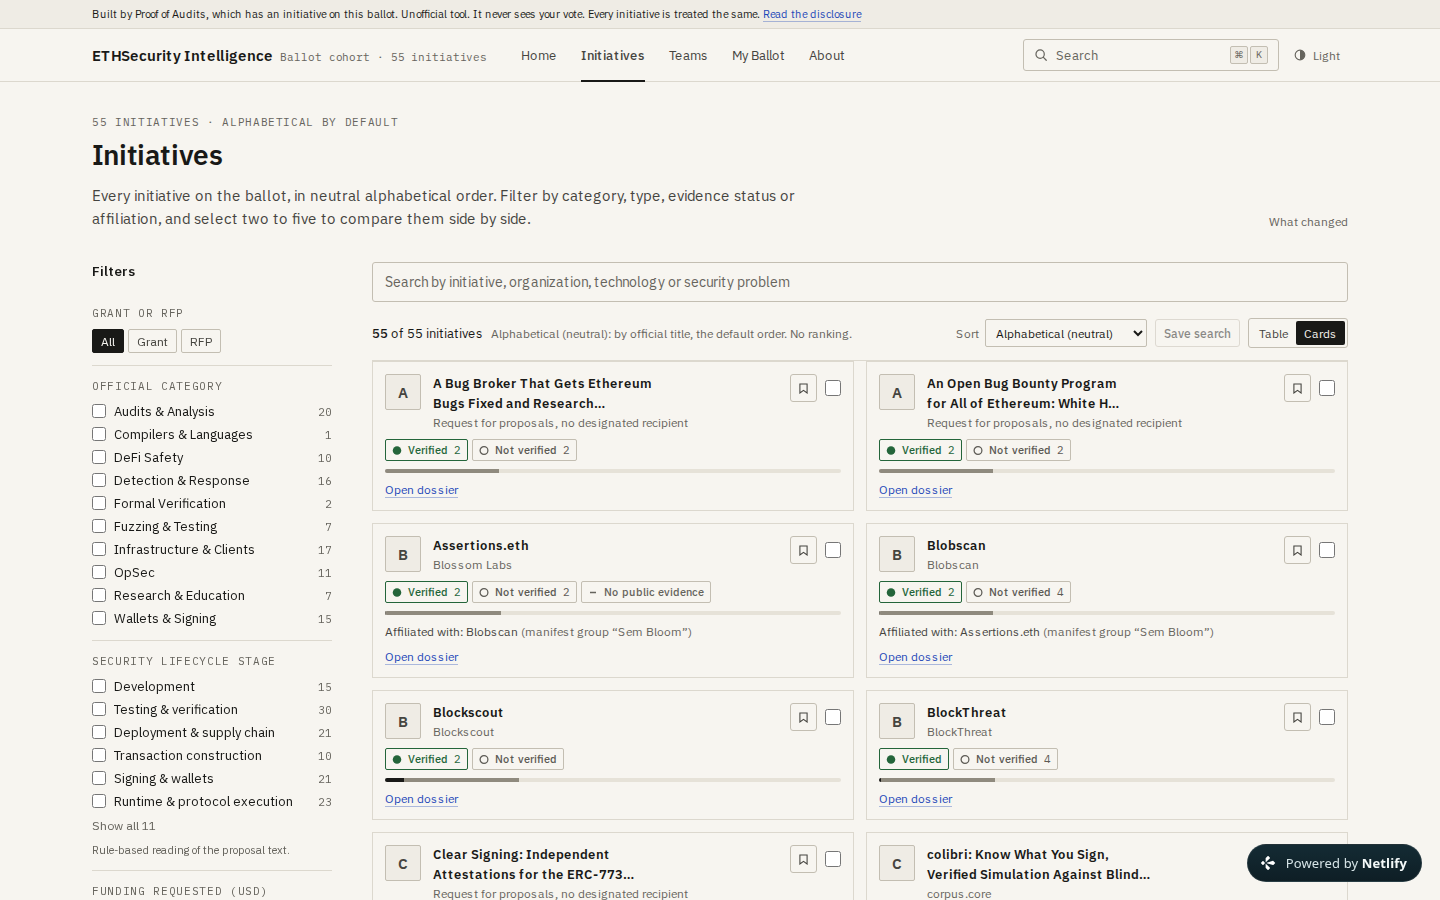 Built by Proof of Audits, which has an initiative on this ballot. Unofficial tool. It never sees your vote. Every initiative is treated the same. Read the disclosure
ETHSecurity Intelligence Ballot cohort · 55 initiatives Home Initiatives Teams My Ballot About Search ⌘ K Light
55 INITIATIVES · ALPHABETICAL BY DEFAULT
Initiatives
Every initiative on the ballot, in neutral alphabetical order. Filter by category, type, evidence status or
affiliation, and select two to five to compare them side by side.
What changed
Filters
GRANT OR RFP
All Grant RFP
OFFICIAL CATEGORY
Audits & Analysis 20
Compilers & Languages 1
DeFi Safety 10
Detection & Response 16
Formal Verification 2
Fuzzing & Testing 7
Infrastructure & Clients 17
OpSec 11
Research & Education 7
Wallets & Signing 15
SECURITY LIFECYCLE STAGE
Development 15
Testing & verification 30
Deployment & supply chain 21
Transaction construction 10
Signing & wallets 21
Runtime & protocol execution 23
Show all 11
Rule-based reading of the proposal text.
FUNDING REQUESTED (USD)
Search by initiative, organization, technology or security problem
55 of 55 initiatives Alphabetical (neutral): by official title, the default order. No ranking. Sort Alphabetical (neutral) Save search Table Cards
A
A Bug Broker That Gets Ethereum
Bugs Fixed and Research…
Request for proposals, no designated recipient
Verified 2 Not verified 2
Open dossier
A
An Open Bug Bounty Program
for All of Ethereum: White H…
Request for proposals, no designated recipient
Verified 2 Not verified 2
Open dossier
B
Assertions.eth
Blossom Labs
Verified 2 Not verified 2 No public evidence
Affiliated with: Blobscan (manifest group “Sem Bloom”)
Open dossier
B
Blobscan
Blobscan
Verified 2 Not verified 4
Affiliated with: Assertions.eth (manifest group “Sem Bloom”)
Open dossier
B
Blockscout
Blockscout
Verified 2 Not verified
Open dossier
B
BlockThreat
BlockThreat
Verified Not verified 4
Open dossier
C
Clear Signing: Independent
Attestations for the ERC-773…
Request for proposals, no designated recipient
C
colibri: Know What You Sign,
Verified Simulation Against Blind…
corpus.core
Powered by Netlify